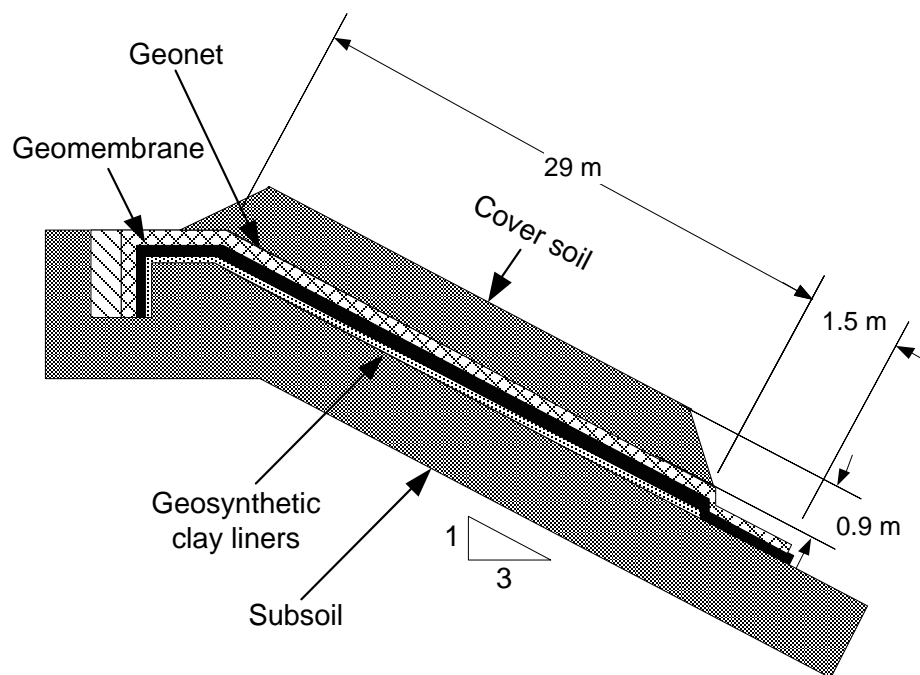 Geonet
Geomembrane
29 m
Cover soil
1.5 m
0.9 m
Geosynthetic
clay liners
1
3
Subsoil